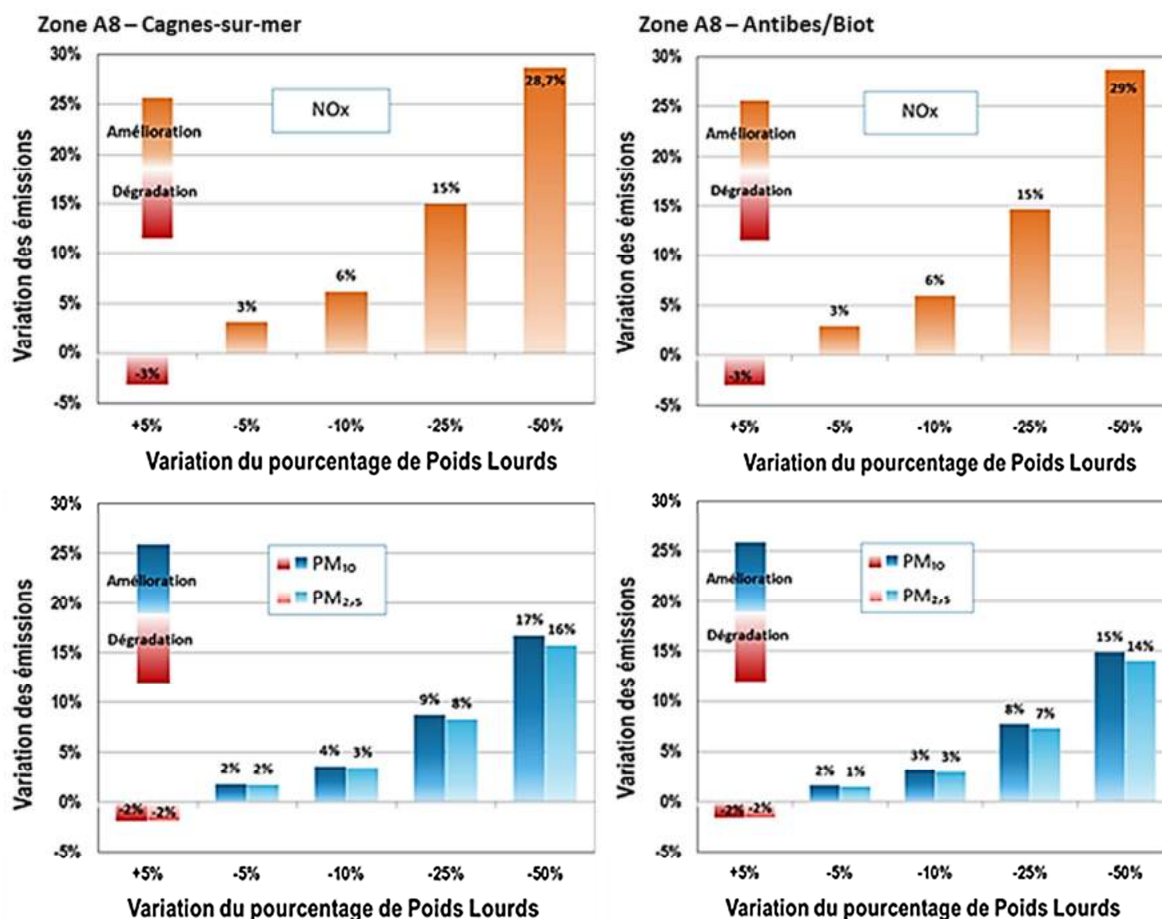 Zone A8 – Cagnes-sur-mer
Variation des émissions
30%
25%
20%
15%
10%
5%
0%
-5%
Amélioration
Dégradation
NOx
-3%
3%
6%
15%
28,7%
+5% -5% -10% -25% -50%
Variation du pourcentage de Poids Lourds
Zone A8 – Antibes/Biot
Variation des émissions
30%
25%
20%
15%
10%
5%
0%
-5%
Amélioration
Dégradation
NOx
-3%
3%
6%
15%
29%
+5% -5% -10% -25% -50%
Variation du pourcentage de Poids Lourds
Variation des émissions
30%
25%
20%
15%
10%
5%
0%
-5%
Amélioration
Dégradation
PM₁₀
PM₂,₅
-2% -2%
2% 2%
4% 3%
9% 8%
17% 16%
+5% -5% -10% -25% -50%
Variation du pourcentage de Poids Lourds
Variation des émissions
30%
25%
20%
15%
10%
5%
0%
-5%
Amélioration
Dégradation
PM₁₀
PM₂,₅
-2% -2%
2% 1%
3% 3%
8% 7%
15% 14%
+5% -5% -10% -25% -50%
Variation du pourcentage de Poids Lourds